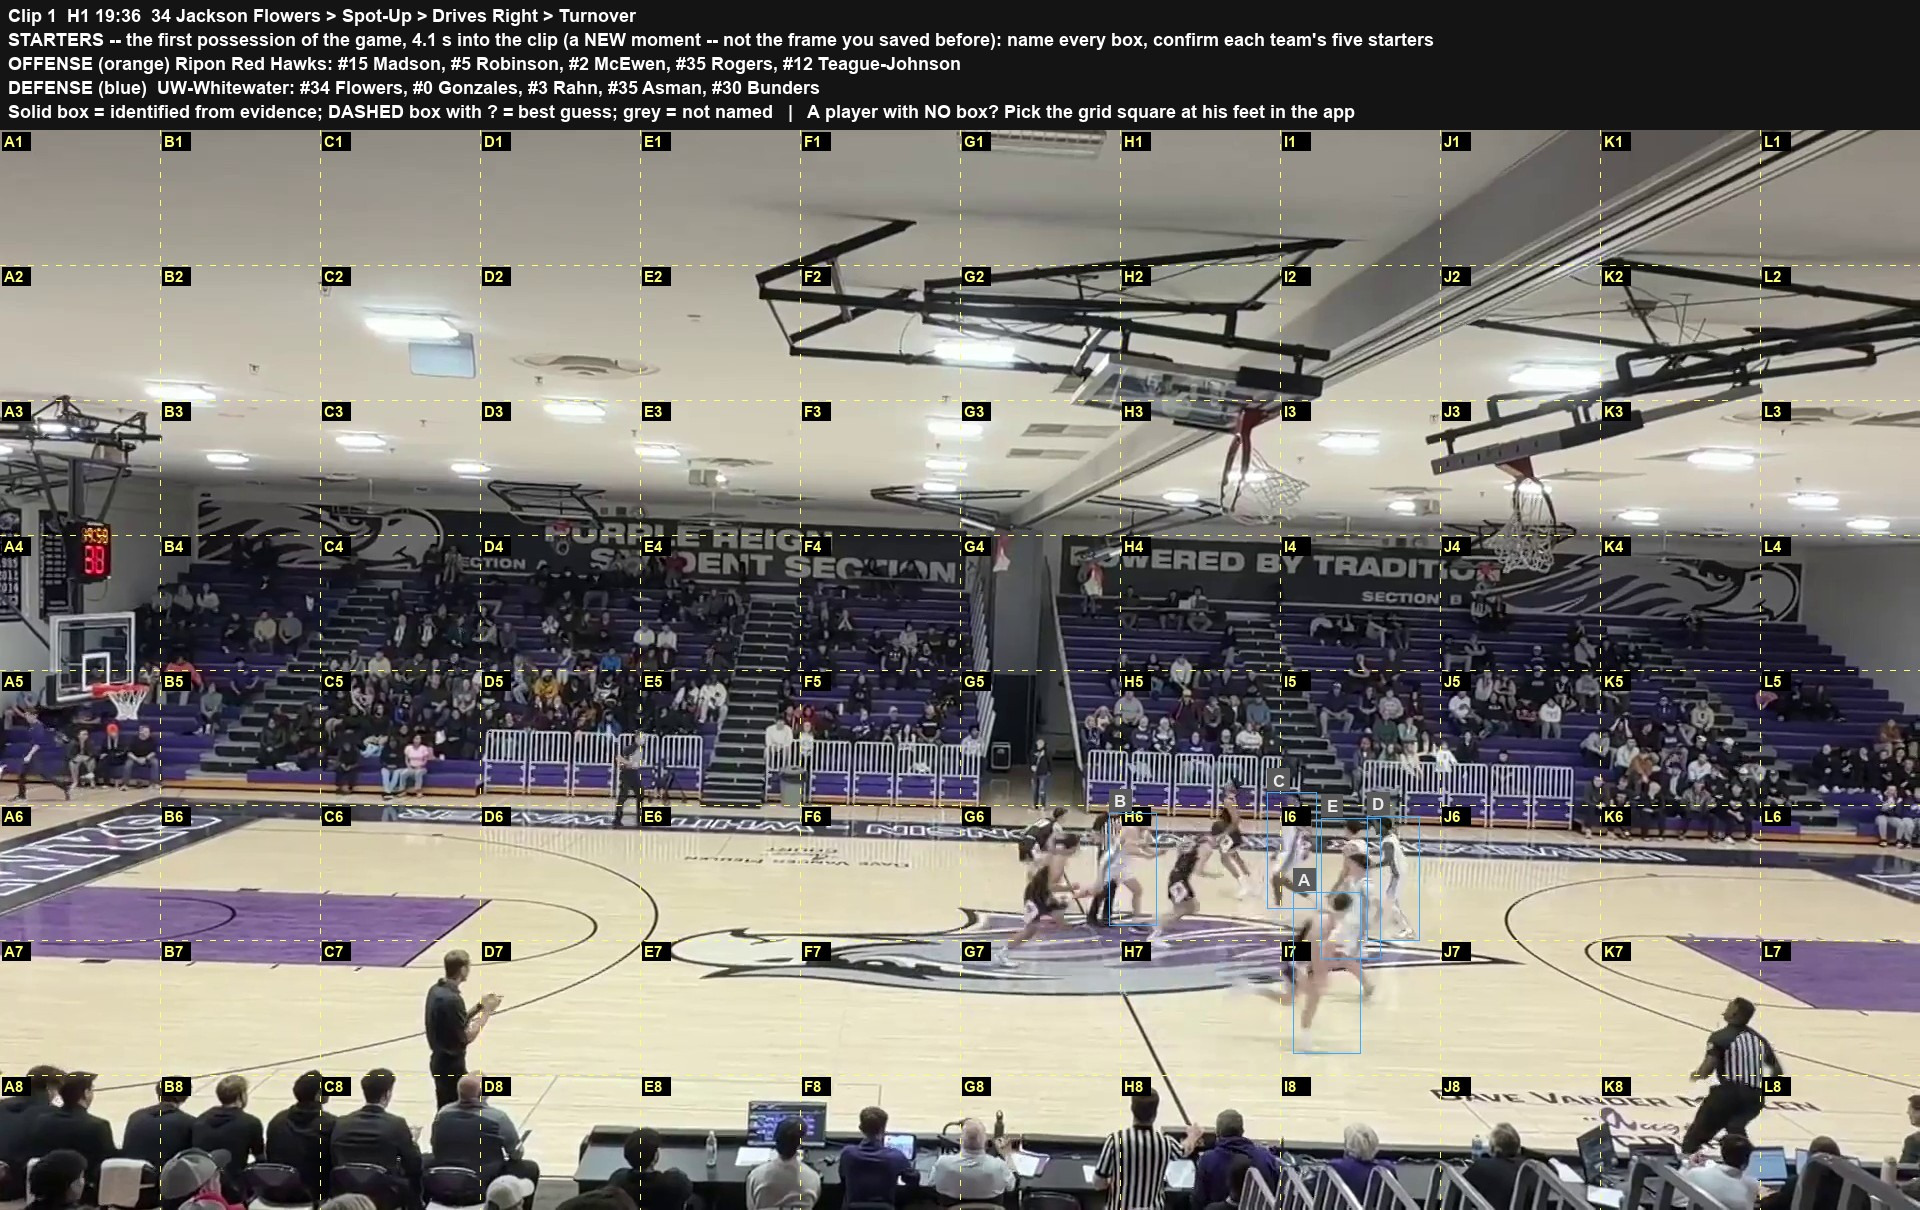 Clip 1  H1 19:36  34 Jackson Flowers > Spot-Up > Drives Right > Turnover
STARTERS -- the first possession of the game, 4.1 s into the clip (a NEW moment -- not the frame you saved before): name every box, confirm each team's five starters
OFFENSE (orange) Ripon Red Hawks: #15 Madson, #5 Robinson, #2 McEwen, #35 Rogers, #12 Teague-Johnson
DEFENSE (blue)  UW-Whitewater: #34 Flowers, #0 Gonzales, #3 Rahn, #35 Asman, #30 Bunders
Solid box = identified from evidence; DASHED box with ? = best guess; grey = not named   |   A player with NO box? Pick the grid square at his feet in the app
A1 B1 C1 D1 E1 F1 G1 H1 I1 J1 K1 L1
A2 B2 C2 D2 E2 F2 G2 H2 I2 J2 K2 L2
A3 B3 C3 D3 E3 F3 G3 H3 I3 J3 K3 L3
PURPLE REIGN
A4 B4 C4 D4 E4 F4 G4 H4 I4 J4 K4 L4
SECTION A STUDENT SECTION
POWERED BY TRADITION
SECTION B
A5 B5 C5 D5 E5 F5 G5 H5 I5 J5 K5 L5
C
B E D
A6 B6 C6 D6 E6 F6 G6 H6 I6 J6 K6 L6
A
A7 B7 C7 D7 E7 F7 G7 H7 I7 J7 K7 L7
A8 B8 C8 D8 E8 F8 G8 H8 I8 J8 K8 L8
DAVE VANDER MEULEN
COURT